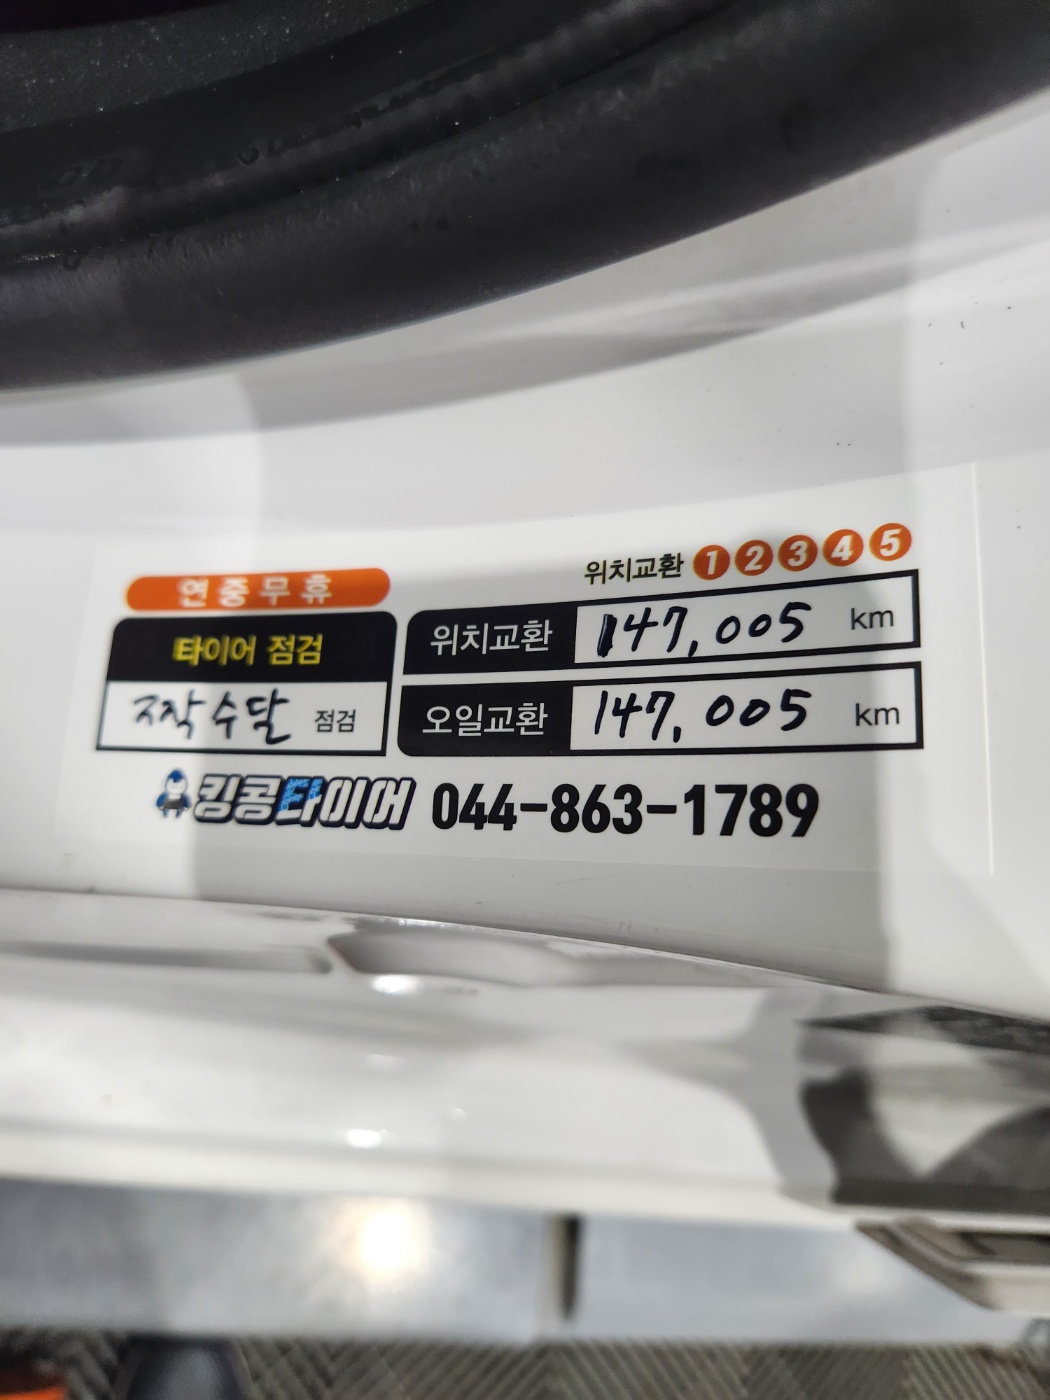 위치교환 1 2 3 4 5
연중무휴
타이어 점검
짝수달 점검
위치교환 147,005 km
오일교환 147,005 km
킹콩타이어 044-863-1789